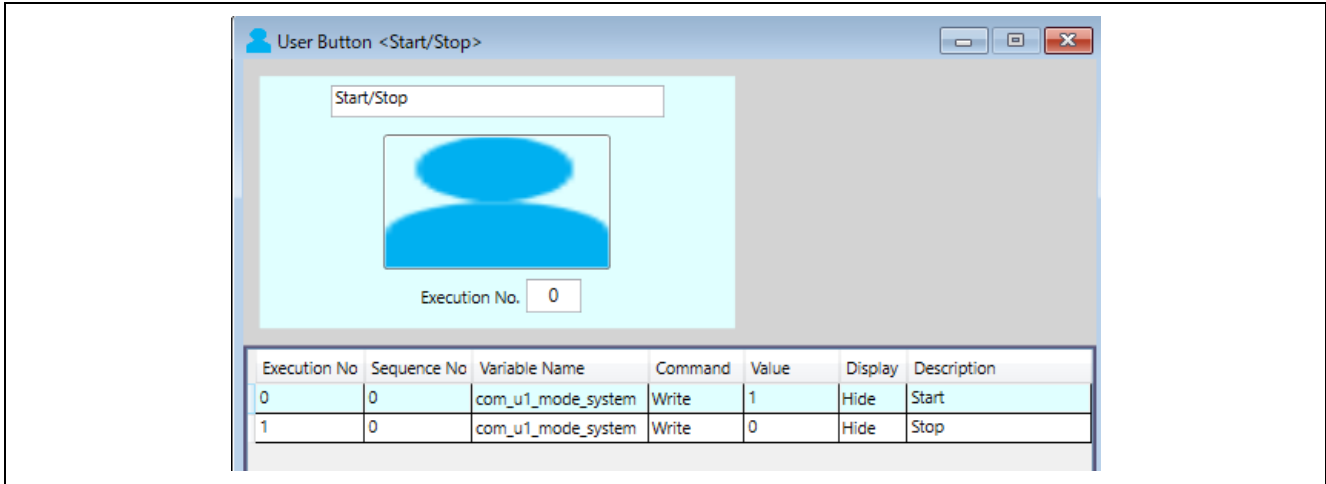 User Button <Start/Stop>
Start/Stop
Execution No. 0
Execution No Sequence No Variable Name Command Value Display Description
0 0 com_u1_mode_system Write 1 Hide Start
1 0 com_u1_mode_system Write 0 Hide Stop